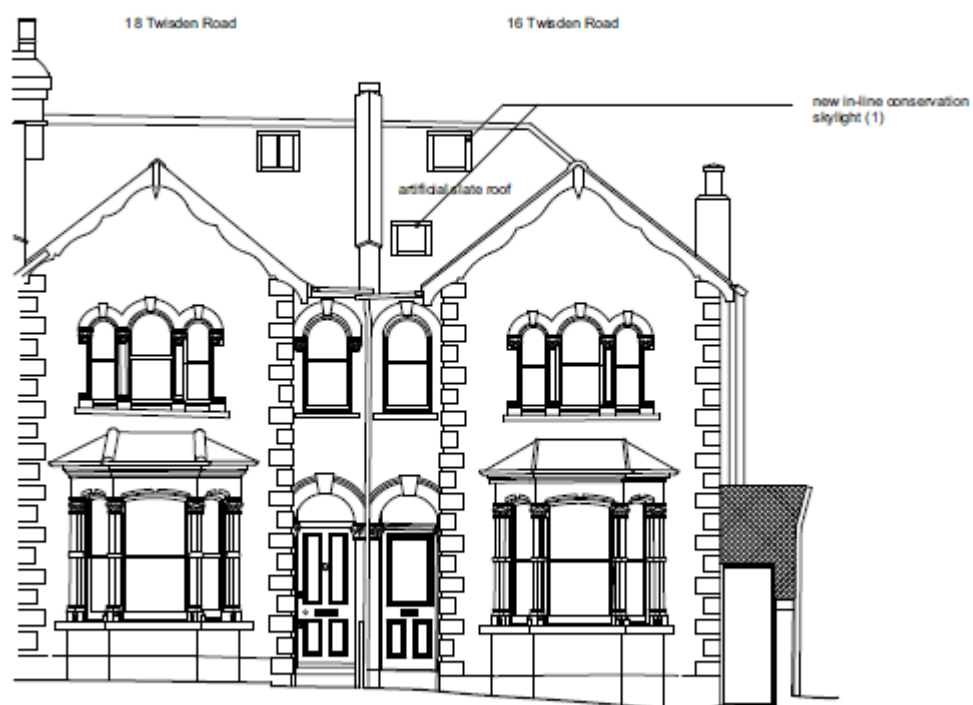 18 Twisden Road
16 Twisden Road
new in-line conservation
skylight (1)
artificial slate roof